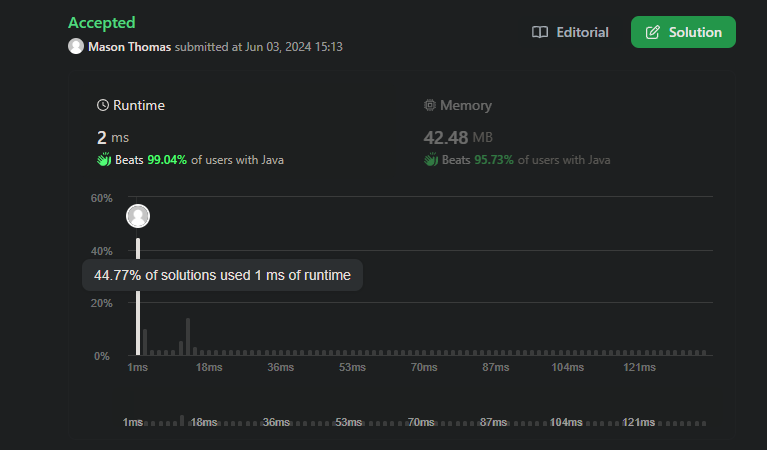 Accepted
Mason Thomas submitted at Jun 03, 2024 15:13
Editorial
Solution
Runtime
2 ms
Beats 99.04% of users with Java
Memory
42.48 MB
Beats 95.73% of users with Java
60%
40%
44.77% of solutions used 1 ms of runtime
20%
0%
1ms 18ms 36ms 53ms 70ms 87ms 104ms 121ms
1ms 18ms 36ms 53ms 70ms 87ms 104ms 121ms